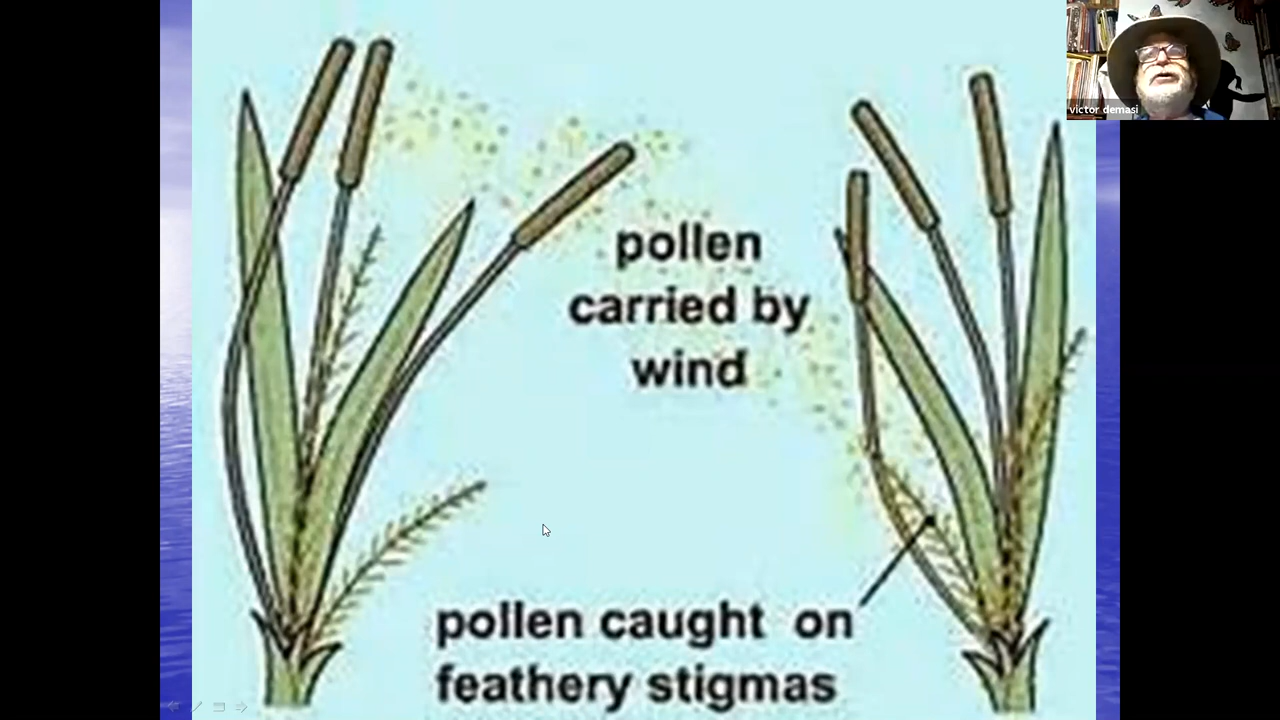 victor demasi
pollen
carried by
wind
pollen caught on
feathery stigmas